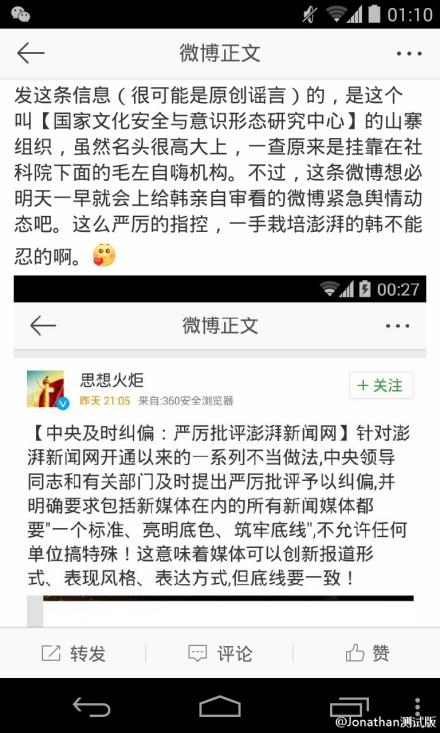 01:10
微博正文
发这条信息（很可能是原创谣言）的，是这个
叫【国家文化安全与意识形态研究中心】的山寨
组织，虽然名头很高大上，一查原来是挂靠在社
科院下面的毛左自嗨机构。不过，这条微博想必
明天一早就会上给韩亲自审看的微博紧急舆情动
态吧。这么严厉的指控，一手栽培澎湃的韩不能
忍的啊。
00:27
微博正文
思想火炬
+ 关注
昨天 21:05 来自:360安全浏览器
【中央及时纠偏：严厉批评澎湃新闻网】针对澎
湃新闻网开通以来的一系列不当做法,中央领导
同志和有关部门及时提出严厉批评予以纠偏,并
明确要求包括新媒体在内的所有新闻媒体都
要"一个标准、亮明底色、筑牢底线",不允许任何
单位搞特殊！这意味着媒体可以创新报道形
式、表现风格、表达方式,但底线要一致！
转发 评论 赞
@Jonathan测试版